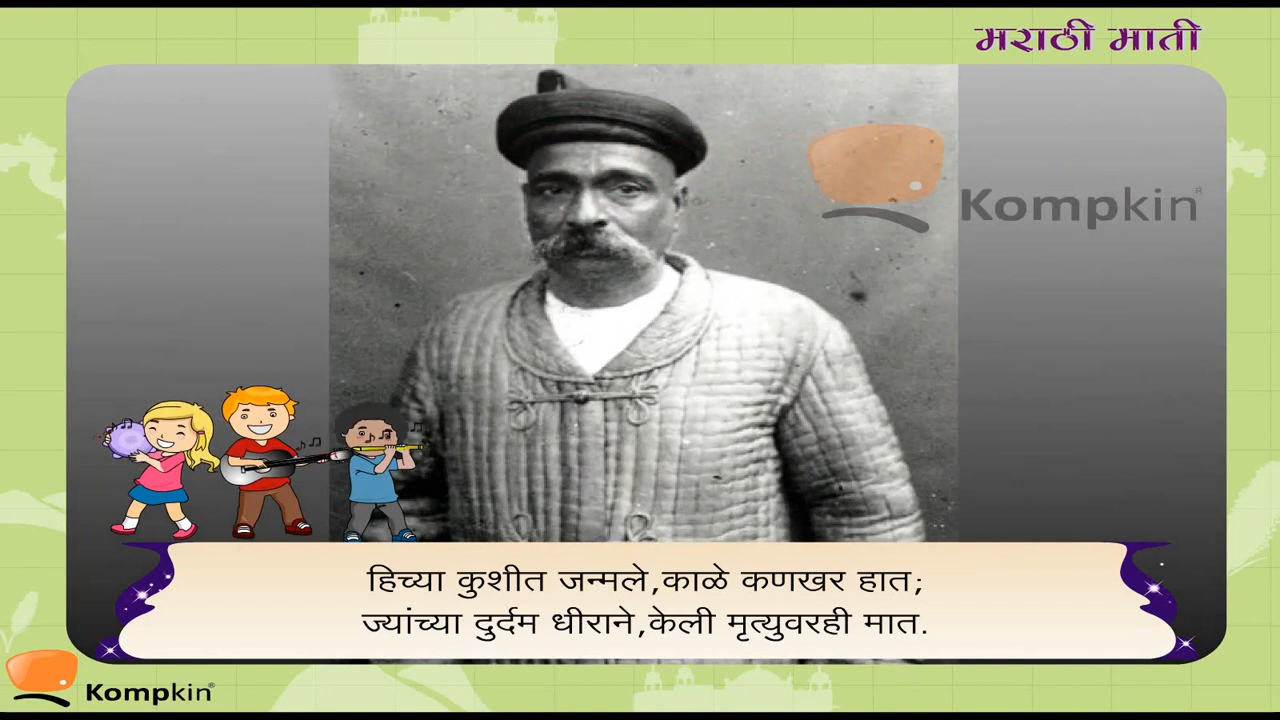 मराठी माती
Kompkin®
हिच्या कुशीत जन्मले,काळे कणखर हात;
ज्यांच्या दुर्दम धीराने,केली मृत्युवरही मात.
Kompkin®